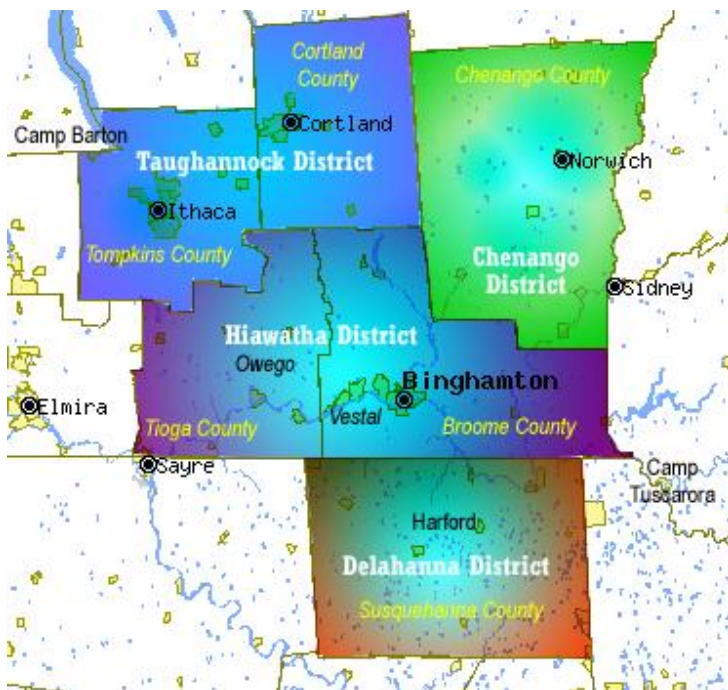 Cortland
County
Chenango County
Camp Barton
Cortland
Taughannock District
Norwich
Ithaca
Tompkins County
Chenango
District
Sidney
Hiawatha District
Owego
Binghamton
Elmira
Vestal
Tioga County
Broome County
Sayre
Camp
Tuscarora
Harford
Delahanna District
Susquehanna County